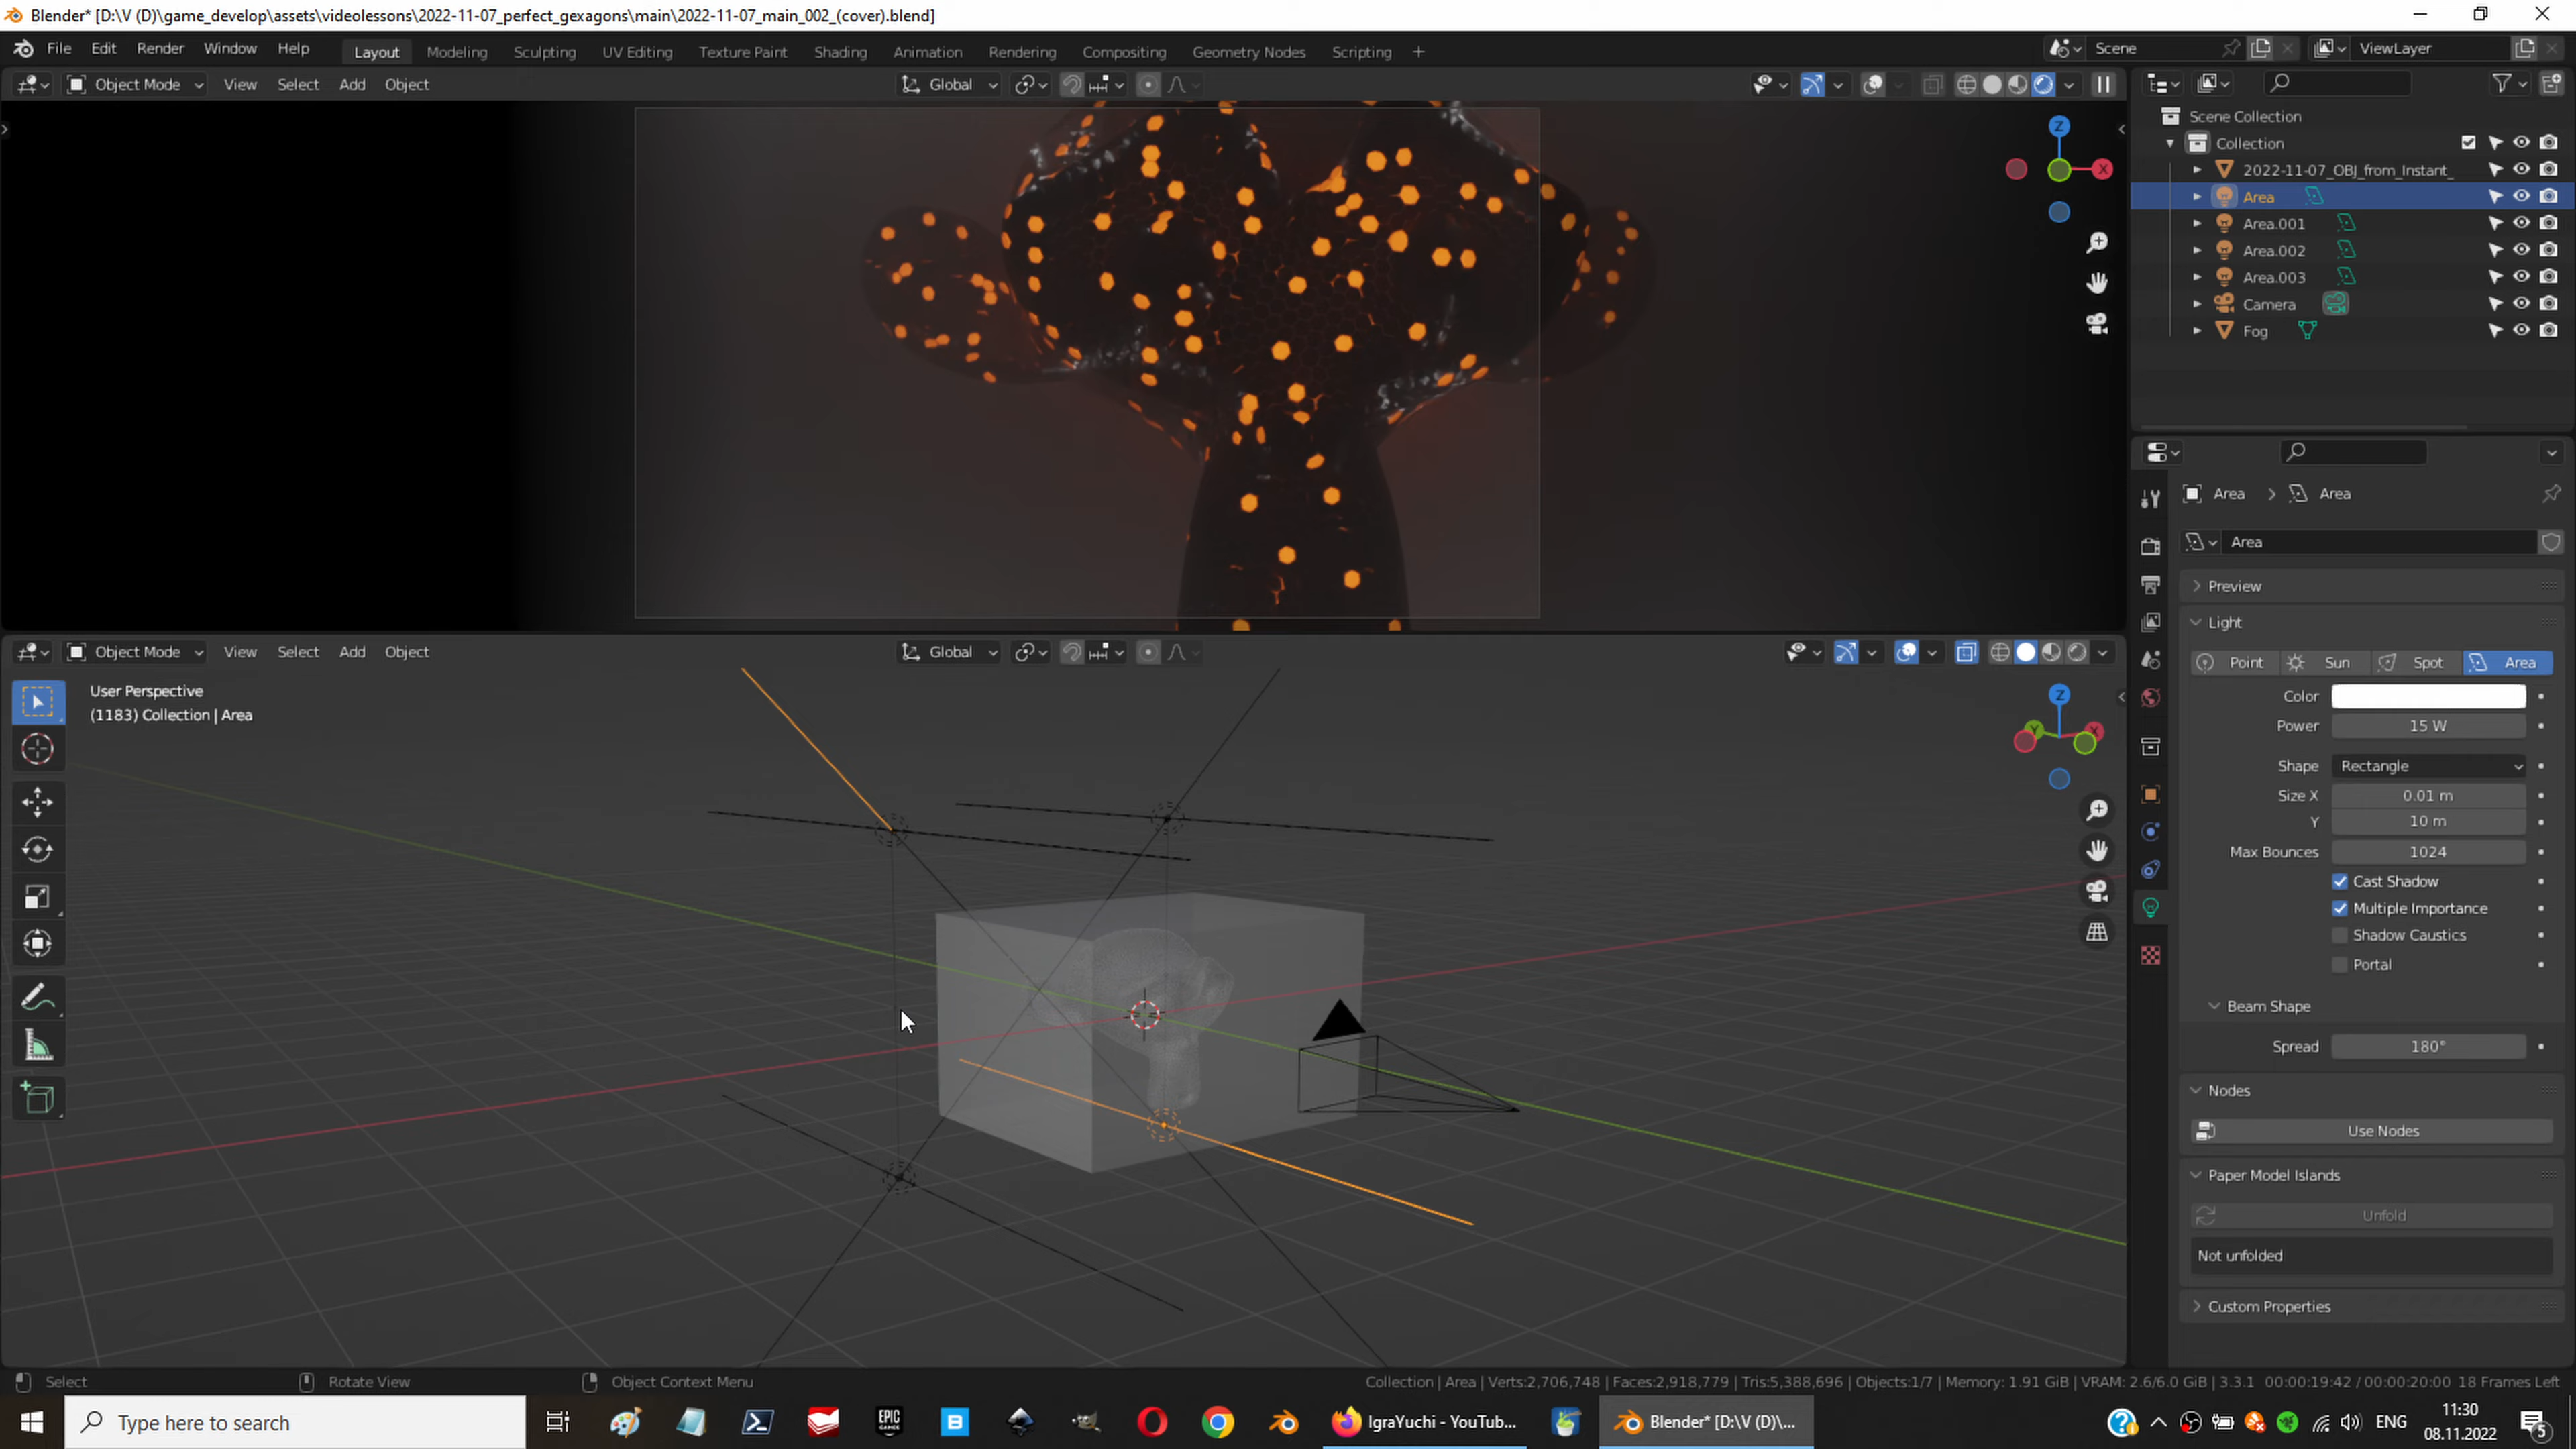 Blender* [D:\V (D)\game_develop\assets\videolessons\2022-11-07_perfect_gexagons\main\2022-11-07_main_002_(cover).blend]
File Edit Render Window Help Layout Modeling Sculpting UV Editing Texture Paint Shading Animation Rendering Compositing Geometry Nodes Scripting + Scene ViewLayer
Object Mode View Select Add Object Global
Scene Collection
Collection
2022-11-07_OBJ_from_Instant_
Area
Area.001
Area.002
Area.003
Camera
Fog
Z
X
Object Mode View Select Add Object Global
User Perspective
(1183) Collection | Area
Z
Y
X
Area > Area
Area
Preview
Light
Point Sun Spot Area
Color
Power 15 W
Shape Rectangle
Size X 0.01 m
Y 10 m
Max Bounces 1024
Cast Shadow
Multiple Importance
Shadow Caustics
Portal
Beam Shape
Spread 180°
Nodes
Use Nodes
Paper Model Islands
Unfold
Not unfolded
Custom Properties
Select Rotate View Object Context Menu Collection | Area | Verts:2,706,748 | Faces:2,918,779 | Tris:5,388,696 | Objects:1/7 | Memory: 1.91 GiB | VRAM: 2.6/6.0 GiB | 3.3.1 00:00:19:42 / 00:00:20:00 18 Frames Left
Type here to search
EPIC GAMES
B
IgraYuchi - YouTub...
Blender* [D:\V (D)\...
ENG
11:30
08.11.2022
5